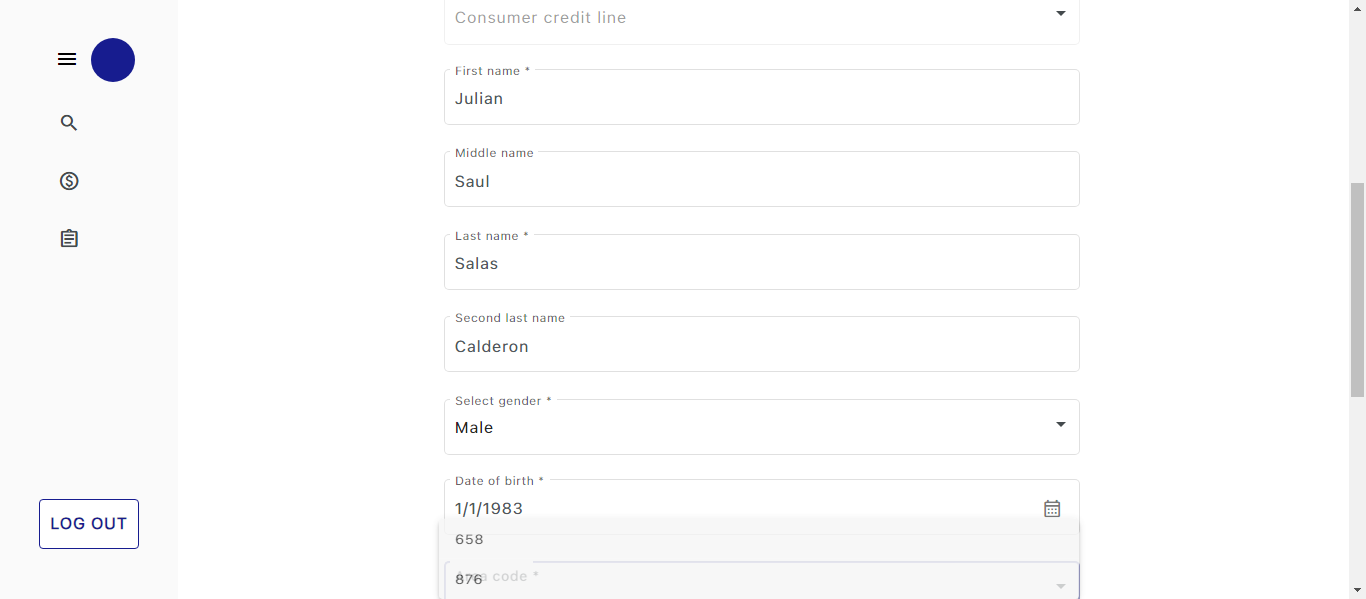 Consumer credit line
First name *
Julian
Middle name
Saul
Last name *
Salas
Second last name
Calderon
Select gender *
Male
Date of birth *
1/1/1983
658
Area code *
876
LOG OUT